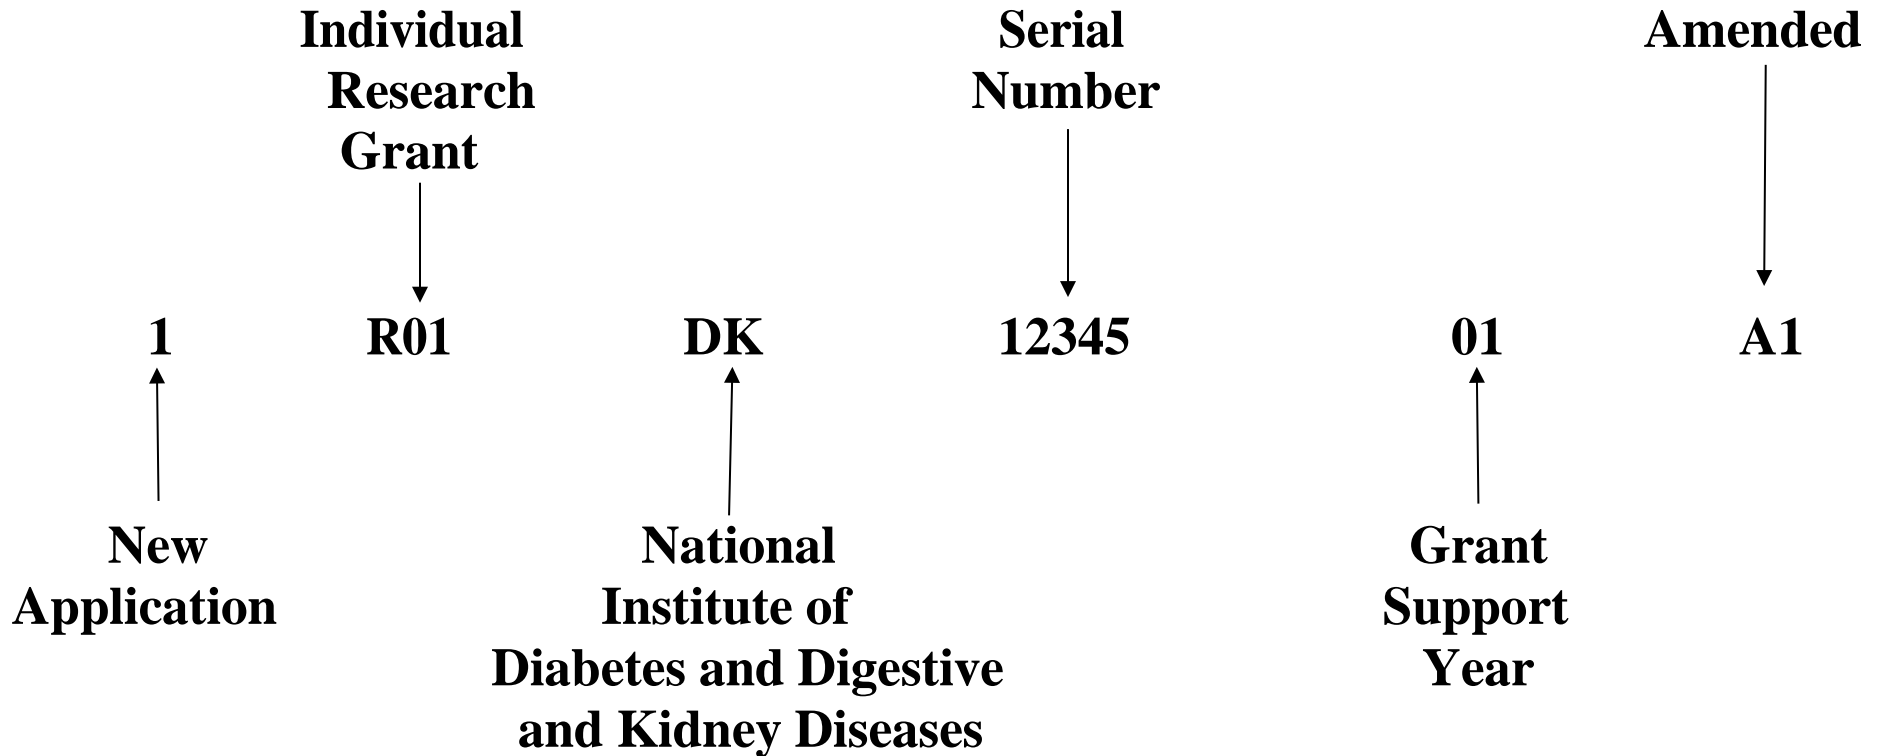 Individual
Research
Grant
Serial
Number
Amended
1 R01 DK 12345 01 A1
New
Application
National
Institute of
Diabetes and Digestive
and Kidney Diseases
Grant
Support
Year